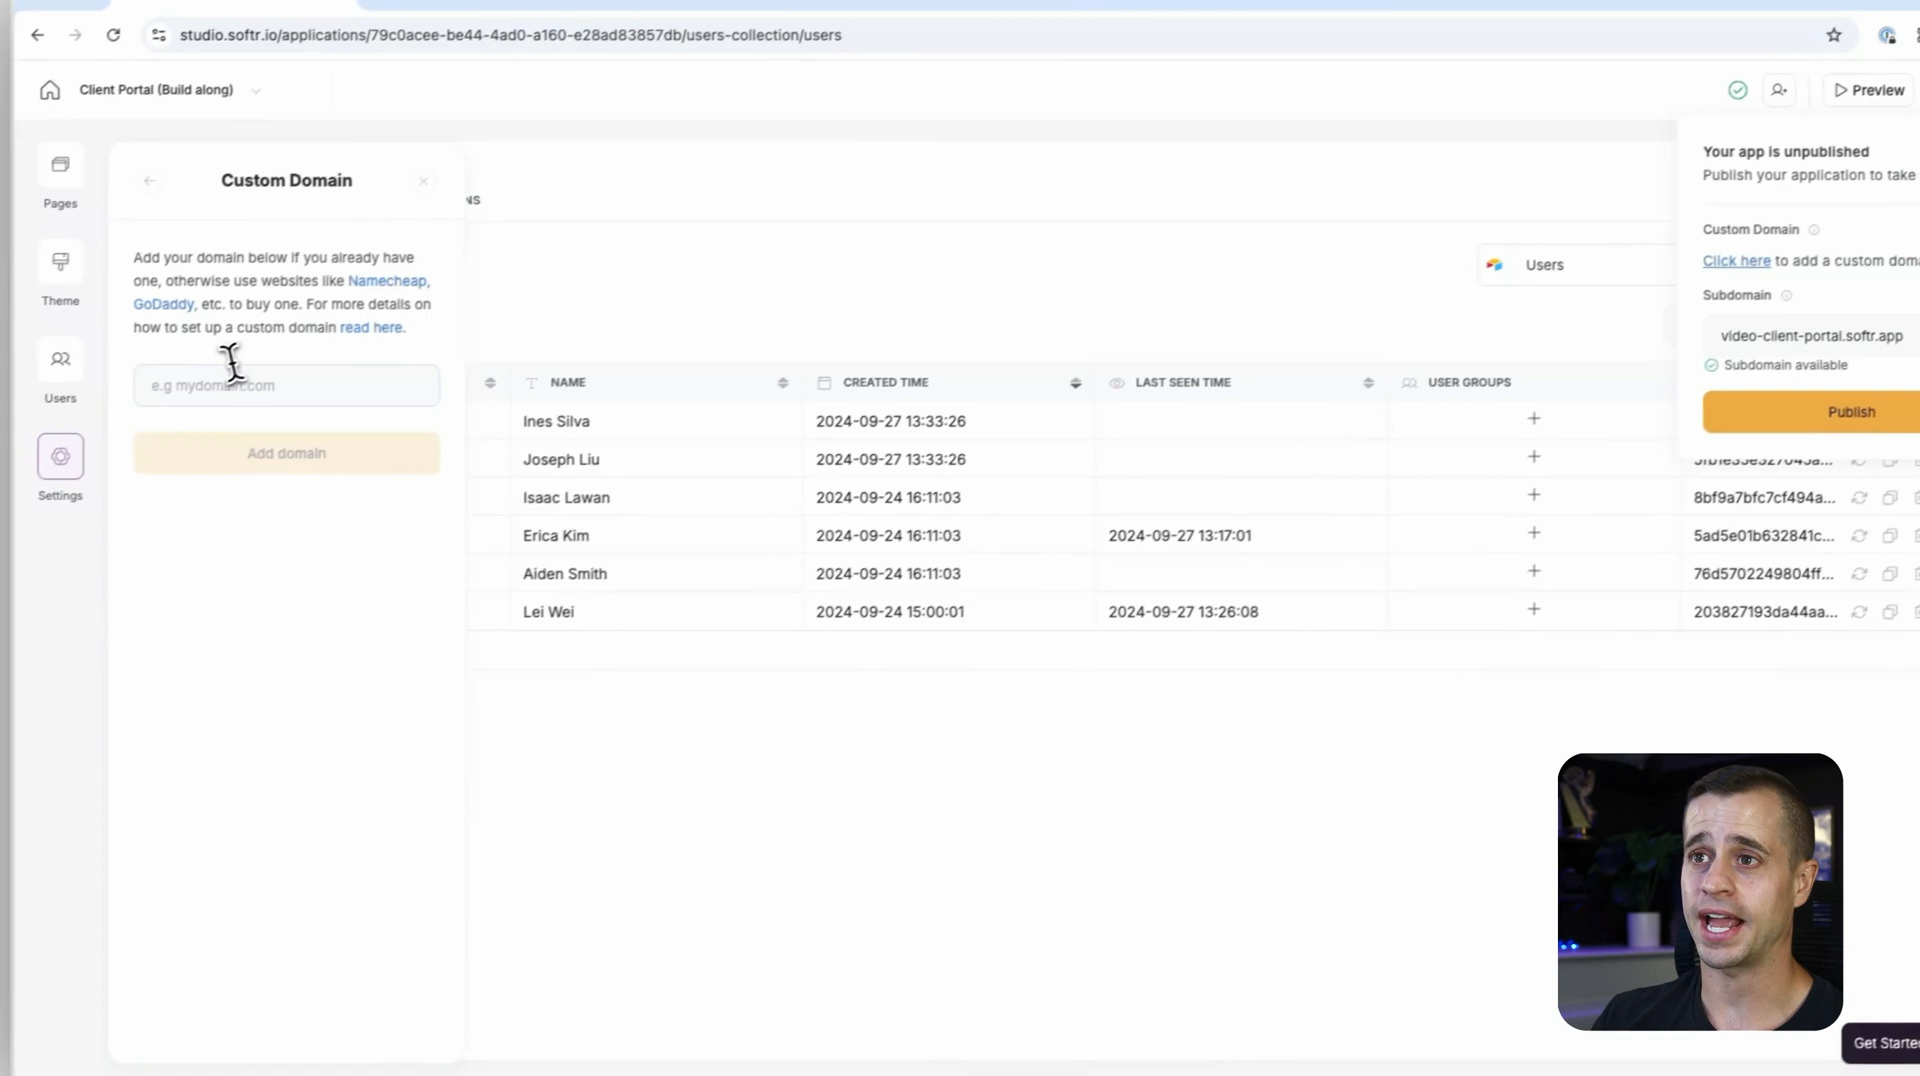 studio.softr.io/applications/79c0acee-be44-4ad0-a160-e28ad83857db/users-collection/users
Client Portal (Build along)
Preview
Pages
Theme
Users
Settings
Custom Domain
Add your domain below if you already have
one, otherwise use websites like Namecheap,
GoDaddy, etc. to buy one. For more details on
how to set up a custom domain read here.
e.g mydomain.com
Add domain
NS
Users
NAME CREATED TIME LAST SEEN TIME USER GROUPS
Ines Silva 2024-09-27 13:33:26 +
Joseph Liu 2024-09-27 13:33:26 +
Isaac Lawan 2024-09-24 16:11:03 + 8bf9a7bfc7cf494a...
Erica Kim 2024-09-24 16:11:03 2024-09-27 13:17:01 + 5ad5e01b632841c...
Aiden Smith 2024-09-24 16:11:03 + 76d5702249804ff...
Lei Wei 2024-09-24 15:00:01 2024-09-27 13:26:08 + 203827193da44aa...
Your app is unpublished
Publish your application to take
Custom Domain
Click here to add a custom doma
Subdomain
video-client-portal.softr.app
Subdomain available
Publish
Get Starte